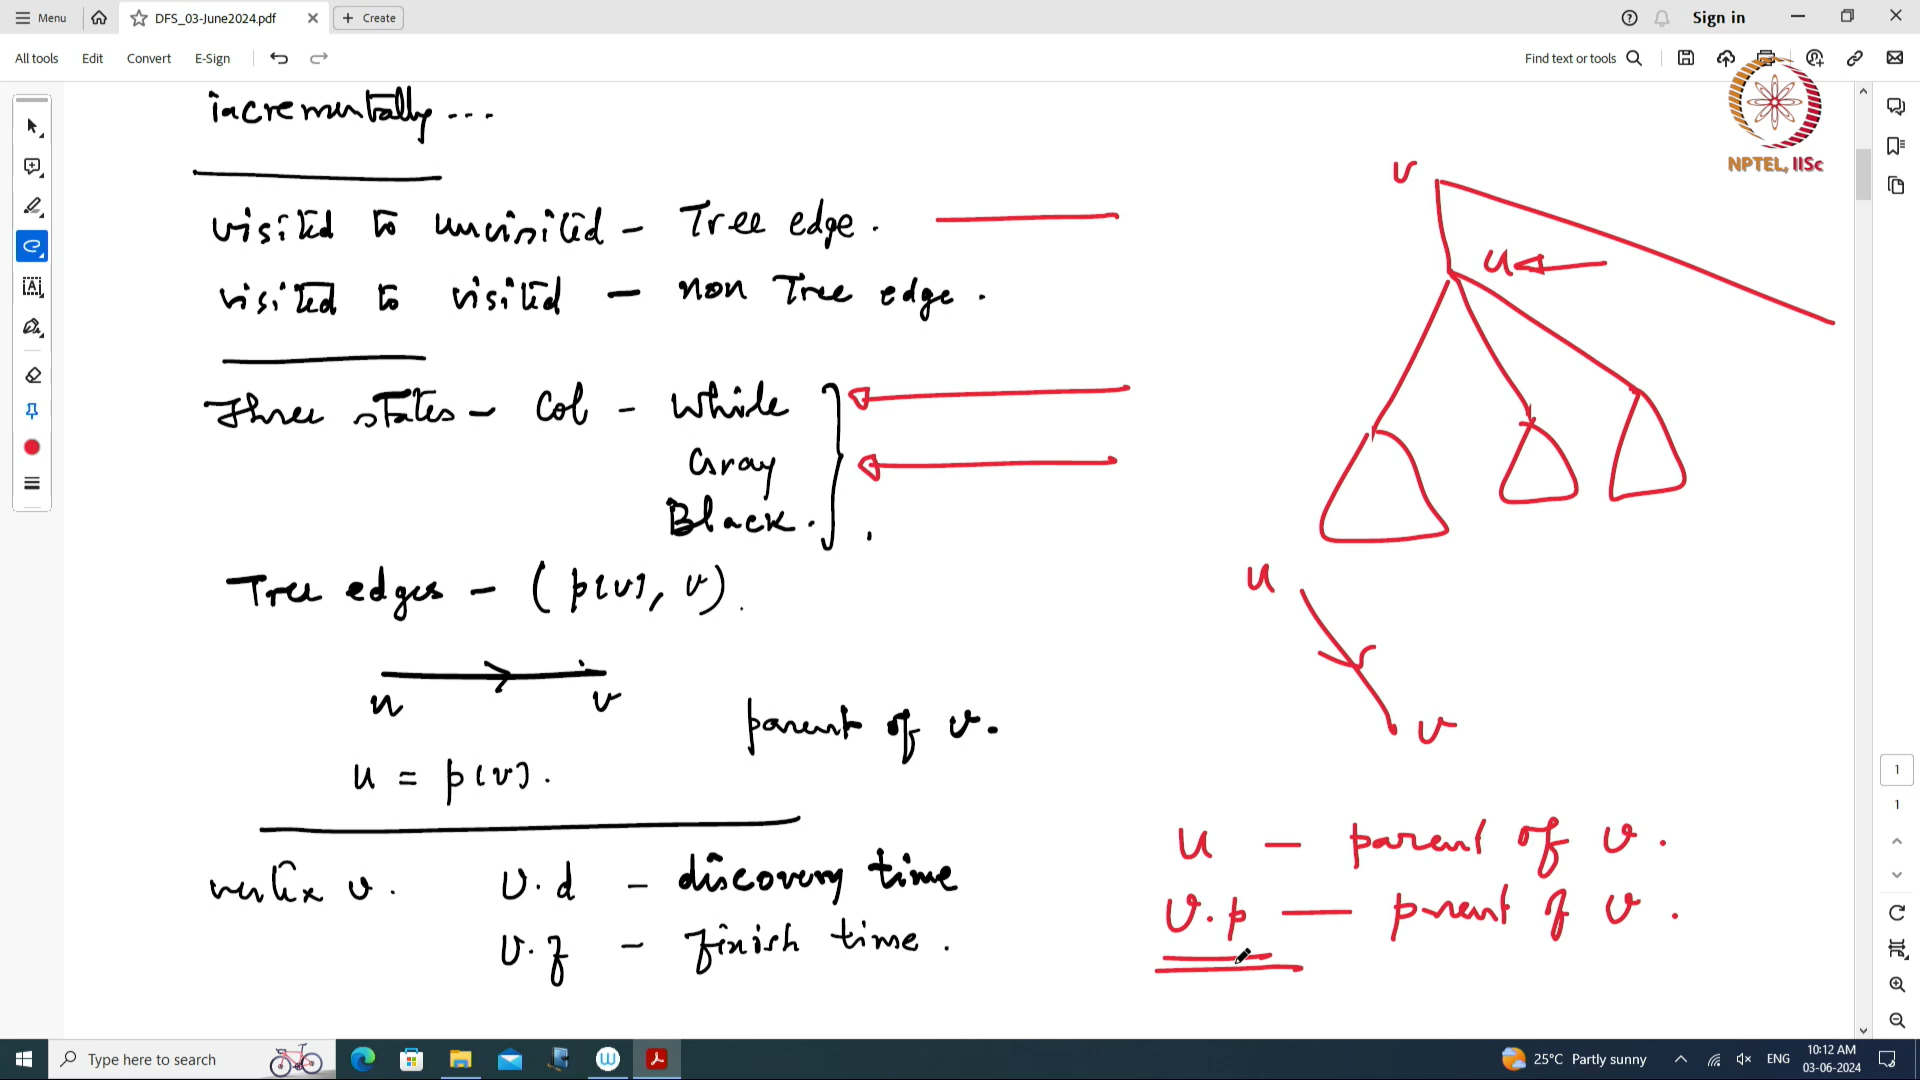 Menu
DFS_03-June2024.pdf
Create
Sign in
All tools
Edit
Convert
E-Sign
Find text or tools
NPTEL, IISc
incrementally ...
visited to unvisited - Tree edge.
visited to visited - non Tree edge.
Three states - Col - White
Gray
Black.
Tree edges - (p(v), v).
u v
parent of v.
u = p(v).
vertex v. v.d - discovery time
v.f - finish time.
v
u
u
v
u - parent of v.
v.p - parent of v.
1
1
Type here to search
25°C Partly sunny
ENG
10:12 AM
03-06-2024